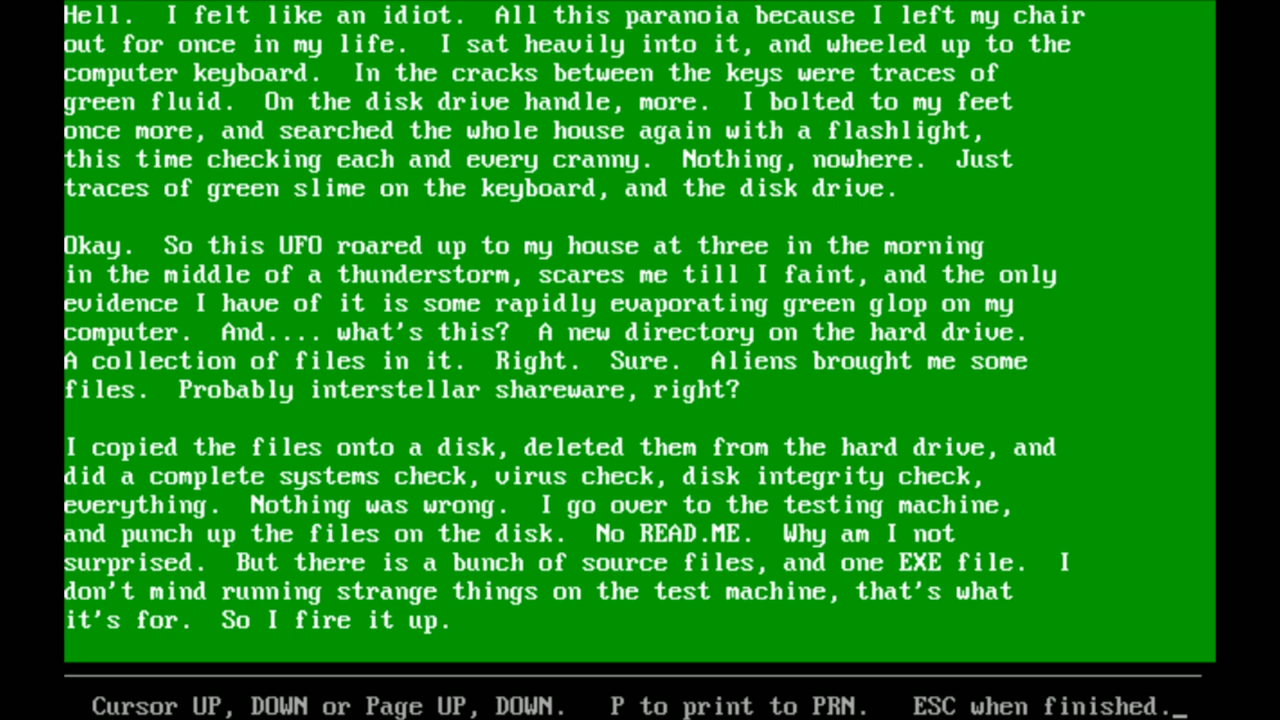 Hell.  I felt like an idiot.  All this paranoia because I left my chair
out for once in my life.  I sat heavily into it, and wheeled up to the
computer keyboard.  In the cracks between the keys were traces of
green fluid.  On the disk drive handle, more.  I bolted to my feet
once more, and searched the whole house again with a flashlight,
this time checking each and every cranny.  Nothing, nowhere.  Just
traces of green slime on the keyboard, and the disk drive.
Okay.  So this UFO roared up to my house at three in the morning
in the middle of a thunderstorm, scares me till I faint, and the only
evidence I have of it is some rapidly evaporating green glop on my
computer.  And.... what's this?  A new directory on the hard drive.
A collection of files in it.  Right.  Sure.  Aliens brought me some
files.  Probably interstellar shareware, right?
I copied the files onto a disk, deleted them from the hard drive, and
did a complete systems check, virus check, disk integrity check,
everything.  Nothing was wrong.  I go over to the testing machine,
and punch up the files on the disk.  No READ.ME.  Why am I not
surprised.  But there is a bunch of source files, and one EXE file.  I
don't mind running strange things on the test machine, that's what
it's for.  So I fire it up.
Cursor UP, DOWN or Page UP, DOWN.   P to print to PRN.   ESC when finished._